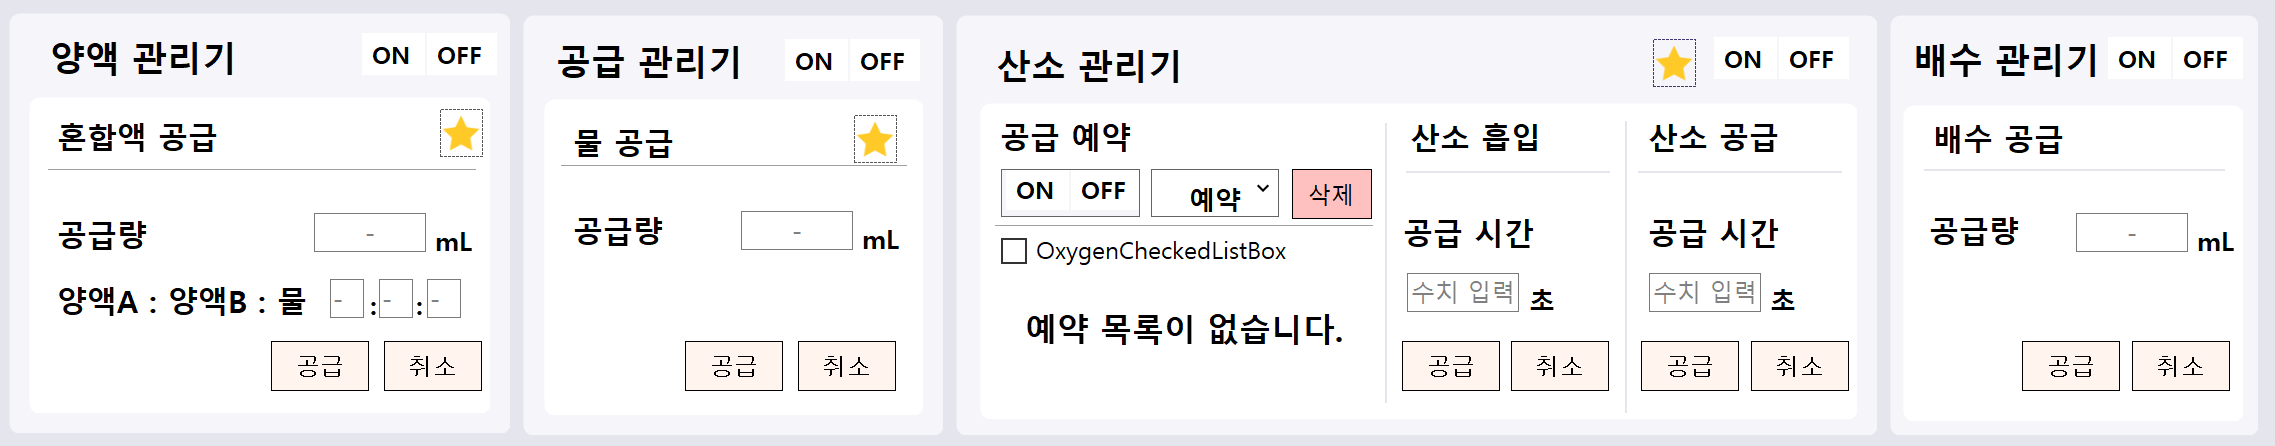 양액 관리기
ON OFF
혼합액 공급
공급량 - mL
양액A : 양액B : 물 - : - : -
공급 취소
공급 관리기
ON OFF
물 공급
공급량 - mL
공급 취소
산소 관리기
ON OFF
공급 예약
ON OFF 예약 삭제
OxygenCheckedListBox
예약 목록이 없습니다.
산소 흡입
공급 시간
수치 입력 초
공급 취소
산소 공급
공급 시간
수치 입력 초
공급 취소
배수 관리기
ON OFF
배수 공급
공급량 - mL
공급 취소